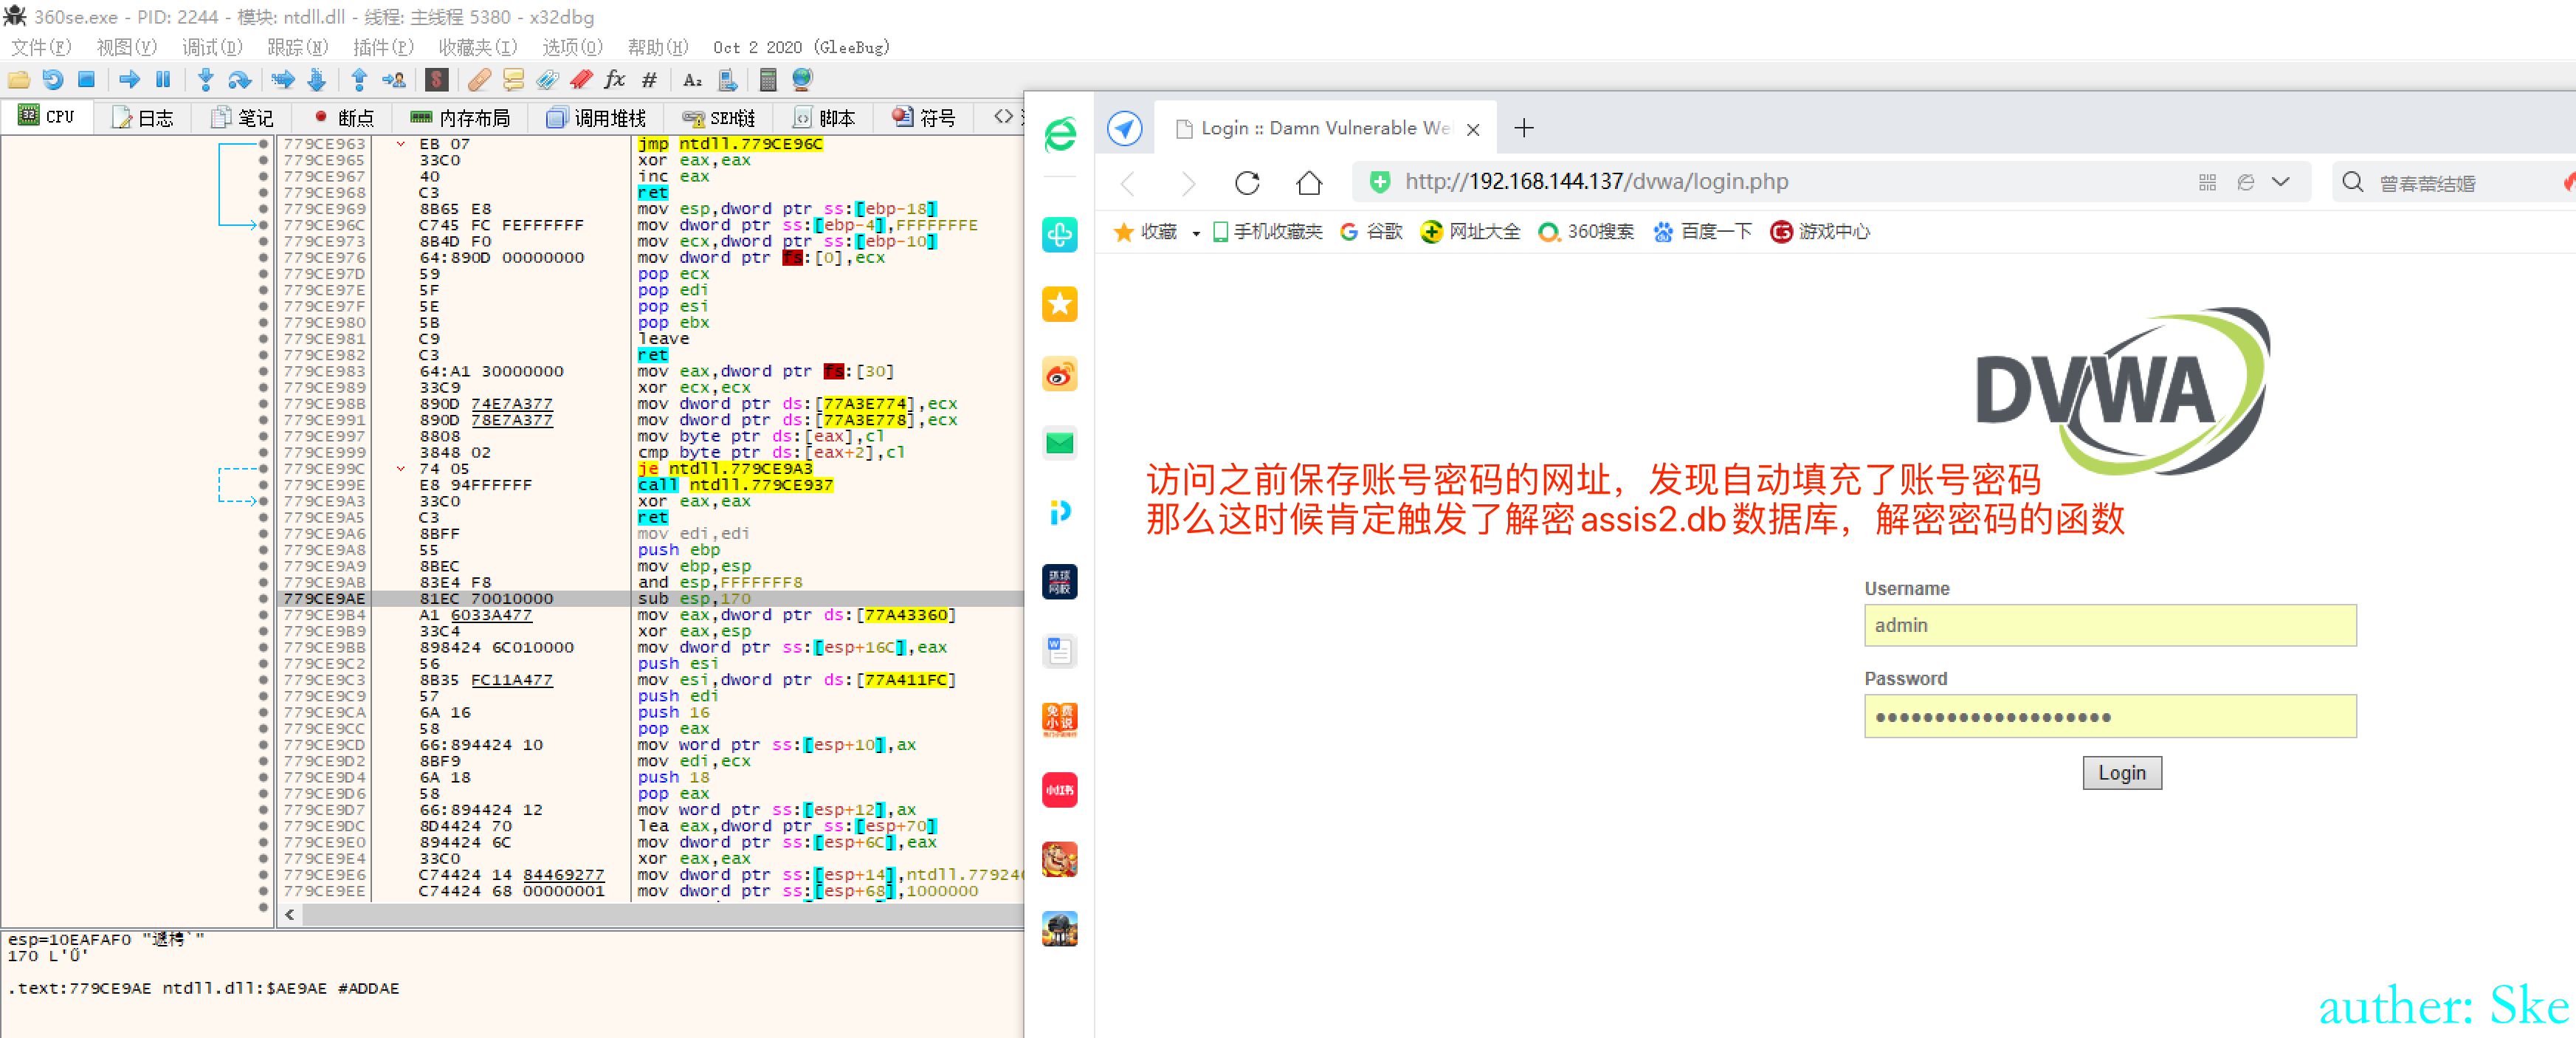 360se.exe - PID: 2244 - 模块: ntdll.dll - 线程: 主线程 5380 - x32dbg
文件(F) 视图(V) 调试(D) 跟踪(N) 插件(P) 收藏夹(I) 选项(O) 帮助(H) Oct 2 2020 (GleeBug)
CPU 日志 笔记 断点 内存布局 调用堆栈 SEH链 脚本 符号
779CE963 EB 07 jmp ntdll.779CE96C
779CE965 33C0 xor eax,eax
779CE967 40 inc eax
779CE968 C3 ret
779CE969 8B65 E8 mov esp,dword ptr ss:[ebp-18]
779CE96C C745 FC FEFFFFFF mov dword ptr ss:[ebp-4],FFFFFFFE
779CE973 8B4D F0 mov ecx,dword ptr ss:[ebp-10]
779CE976 64:890D 00000000 mov dword ptr fs:[0],ecx
779CE97D 59 pop ecx
779CE97E 5F pop edi
779CE97F 5E pop esi
779CE980 5B pop ebx
779CE981 C9 leave
779CE982 C3 ret
779CE983 64:A1 30000000 mov eax,dword ptr fs:[30]
779CE989 33C9 xor ecx,ecx
779CE98B 890D 74E7A377 mov dword ptr ds:[77A3E774],ecx
779CE991 890D 78E7A377 mov dword ptr ds:[77A3E778],ecx
779CE997 8808 mov byte ptr ds:[eax],cl
779CE999 3848 02 cmp byte ptr ds:[eax+2],cl
779CE99C 74 05 je ntdll.779CE9A3
779CE99E E8 94FFFFFF call ntdll.779CE937
779CE9A3 33C0 xor eax,eax
779CE9A5 C3 ret
779CE9A6 8BFF mov edi,edi
779CE9A8 55 push ebp
779CE9A9 8BEC mov ebp,esp
779CE9AB 83E4 F8 and esp,FFFFFFF8
779CE9AE 81EC 70010000 sub esp,170
779CE9B4 A1 6033A477 mov eax,dword ptr ds:[77A43360]
779CE9B9 33C4 xor eax,esp
779CE9BB 898424 6C010000 mov dword ptr ss:[esp+16C],eax
779CE9C2 56 push esi
779CE9C3 8B35 FC11A477 mov esi,dword ptr ds:[77A411FC]
779CE9C9 57 push edi
779CE9CA 6A 16 push 16
779CE9CC 58 pop eax
779CE9CD 66:894424 10 mov word ptr ss:[esp+10],ax
779CE9D2 8BF9 mov edi,ecx
779CE9D4 6A 18 push 18
779CE9D6 58 pop eax
779CE9D7 66:894424 12 mov word ptr ss:[esp+12],ax
779CE9DC 8D4424 70 lea eax,dword ptr ss:[esp+70]
779CE9E0 894424 6C mov dword ptr ss:[esp+6C],eax
779CE9E4 33C0 xor eax,eax
779CE9E6 C74424 14 84469277 mov dword ptr ss:[esp+14],ntdll.779246
779CE9EE C74424 68 00000001 mov dword ptr ss:[esp+68],1000000
esp=10EAFAF0
170 L'Ű'
.text:779CE9AE ntdll.dll:$AE9AE #ADDAE
Login :: Damn Vulnerable We
http://192.168.144.137/dvwa/login.php
曾春蕾结婚
收藏 手机收藏夹 谷歌 网址大全 360搜索 百度一下 游戏中心
DVWA
访问之前保存账号密码的网址，发现自动填充了账号密码
那么这时候肯定触发了解密assis2.db数据库，解密密码的函数
Username
admin
Password
Login
环球
网校
免费
小说
小红书
auther: Ske